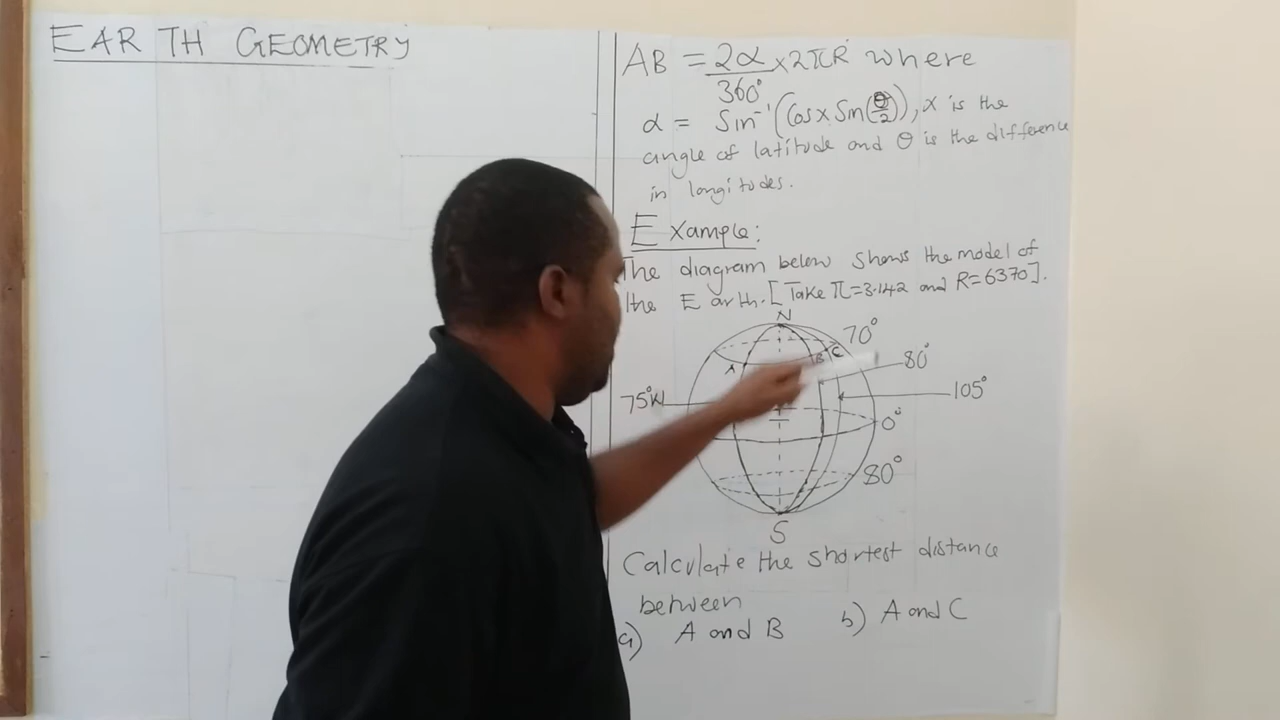 EARTH GEOMETRY
AB = 2α/360° × 2πR where
α = Sin⁻¹(Cos x Sin(θ/2)), x is the
angle of latitude and θ is the difference
in longitudes.
Example:
The diagram below shows the model of
the Earth. [Take π=3.142 and R=6370].
N
70°
A
B
C
80°
75°W
105°
0°
80°
S
Calculate the shortest distance
between
a) A and B b) A and C